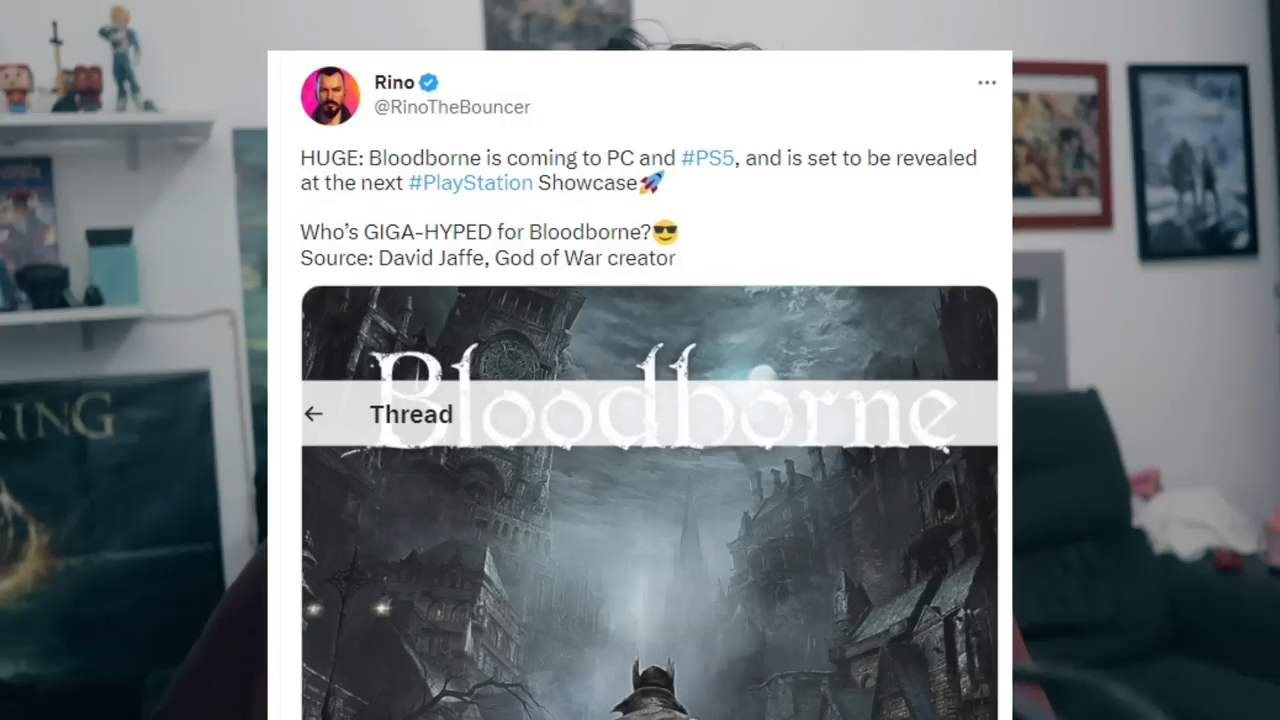 Rino
@RinoTheBouncer
HUGE: Bloodborne is coming to PC and #PS5, and is set to be revealed
at the next #PlayStation Showcase🚀
Who’s GIGA-HYPED for Bloodborne?😎
Source: David Jaffe, God of War creator
Bloodborne
Thread
RING